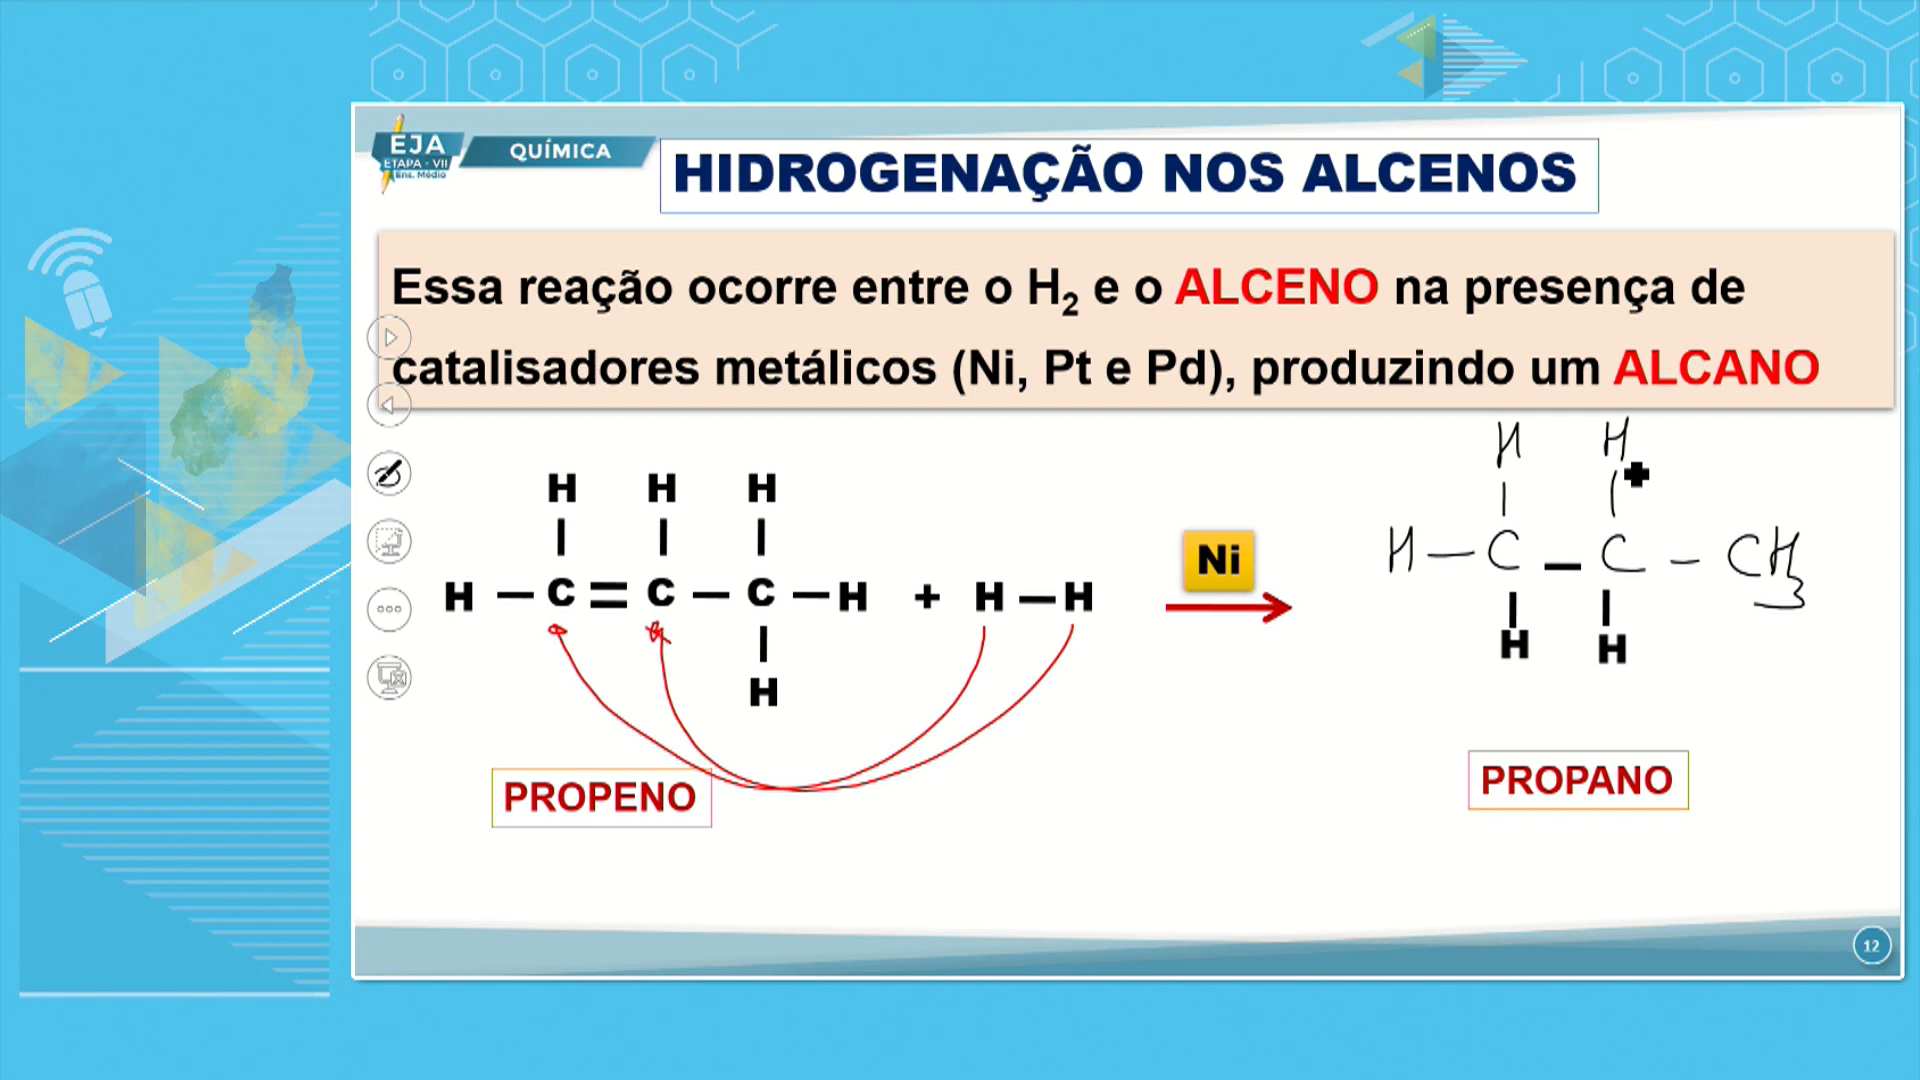 EJA
ETAPA - VII
Ens. Médio
QUÍMICA
HIDROGENAÇÃO NOS ALCENOS
Essa reação ocorre entre o H₂ e o ALCENO na presença de
catalisadores metálicos (Ni, Pt e Pd), produzindo um ALCANO
H H
H H H
H — C = C — C — H + H — H
H
Ni
H — C — C — CH₃
H H
PROPENO
PROPANO
12